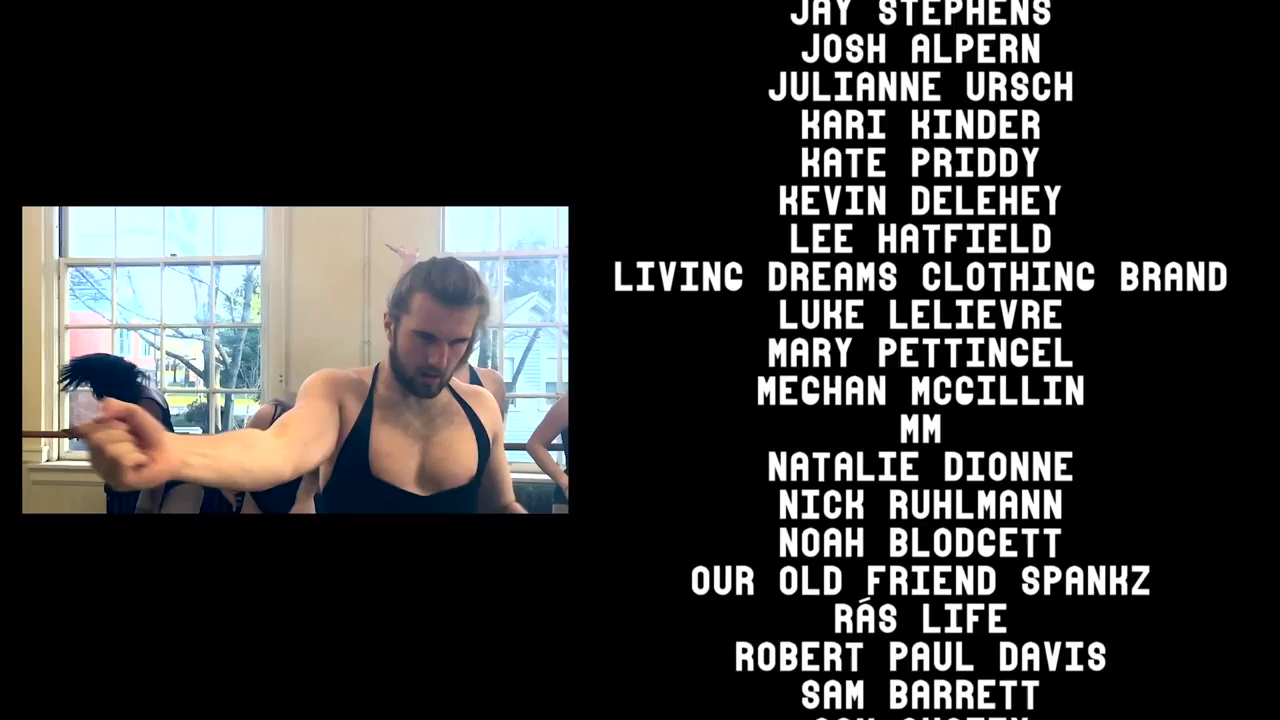 JAY STEPHENS
JOSH ALPERN
JULIANNE URSCH
KARI KINDER
KATE PRIDDY
KEVIN DELEHEY
LEE HATFIELD
LIVING DREAMS CLOTHING BRAND
LUKE LELIEVRE
MARY PETTINGEL
MEGHAN MCGILLIN
MM
NATALIE DIONNE
NICK RUHLMANN
NOAH BLODGETT
OUR OLD FRIEND SPANKZ
RÁS LIFE
ROBERT PAUL DAVIS
SAM BARRETT